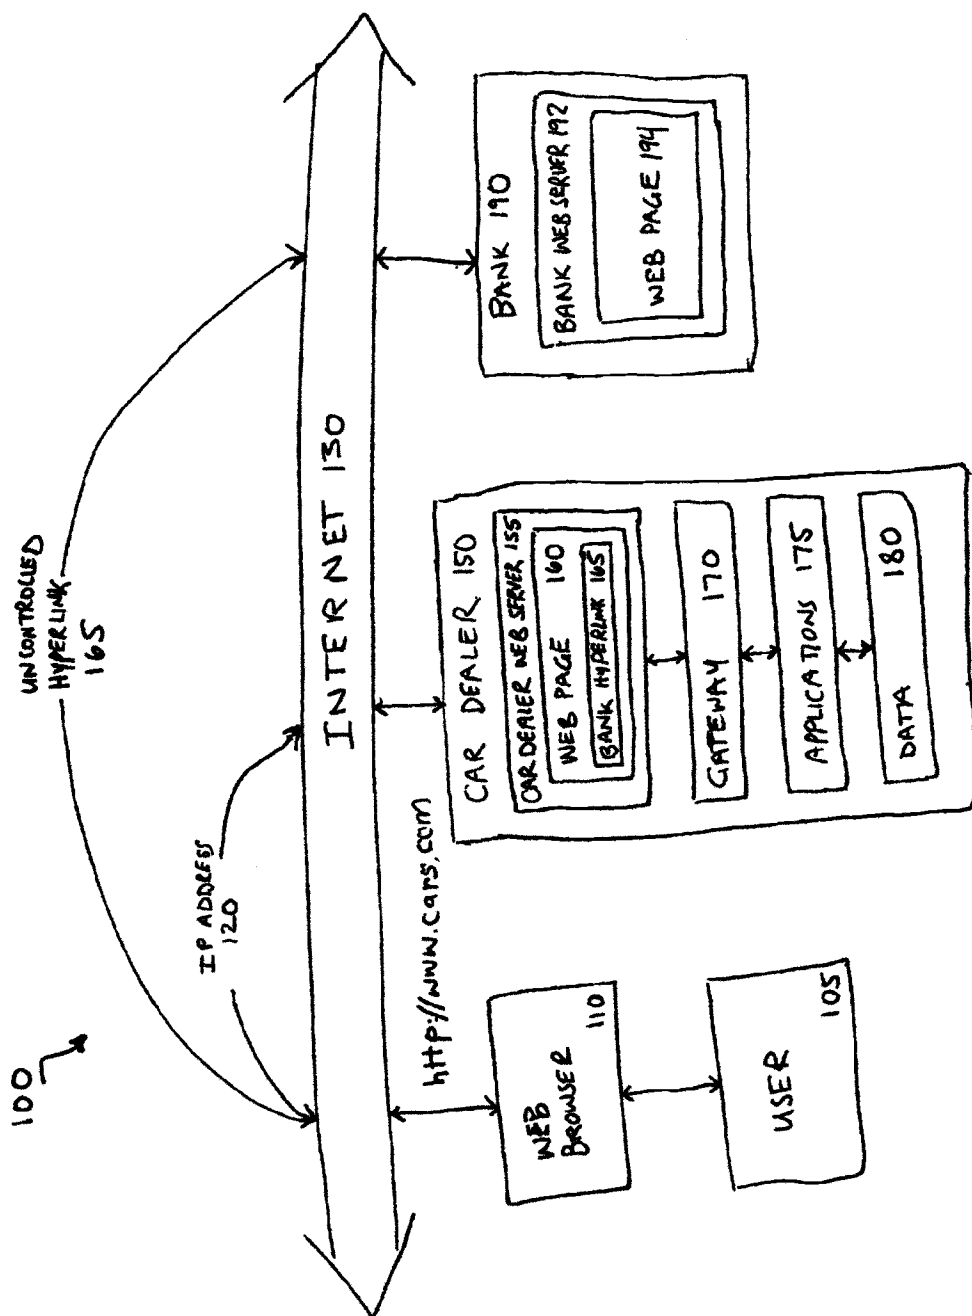 100
UNCONTROLLED
HYPERLINK
165
IP ADDRESS
120
INTERNET 130
http://www.cars.com
WEB
BROWSER
110
USER
105
CAR DEALER 150
CAR DEALER WEB SERVER 155
WEB PAGE 160
BANK HYPERLINK 165
GATEWAY 170
APPLICATIONS 175
DATA 180
BANK 190
BANK WEB SERVER 192
WEB PAGE 194